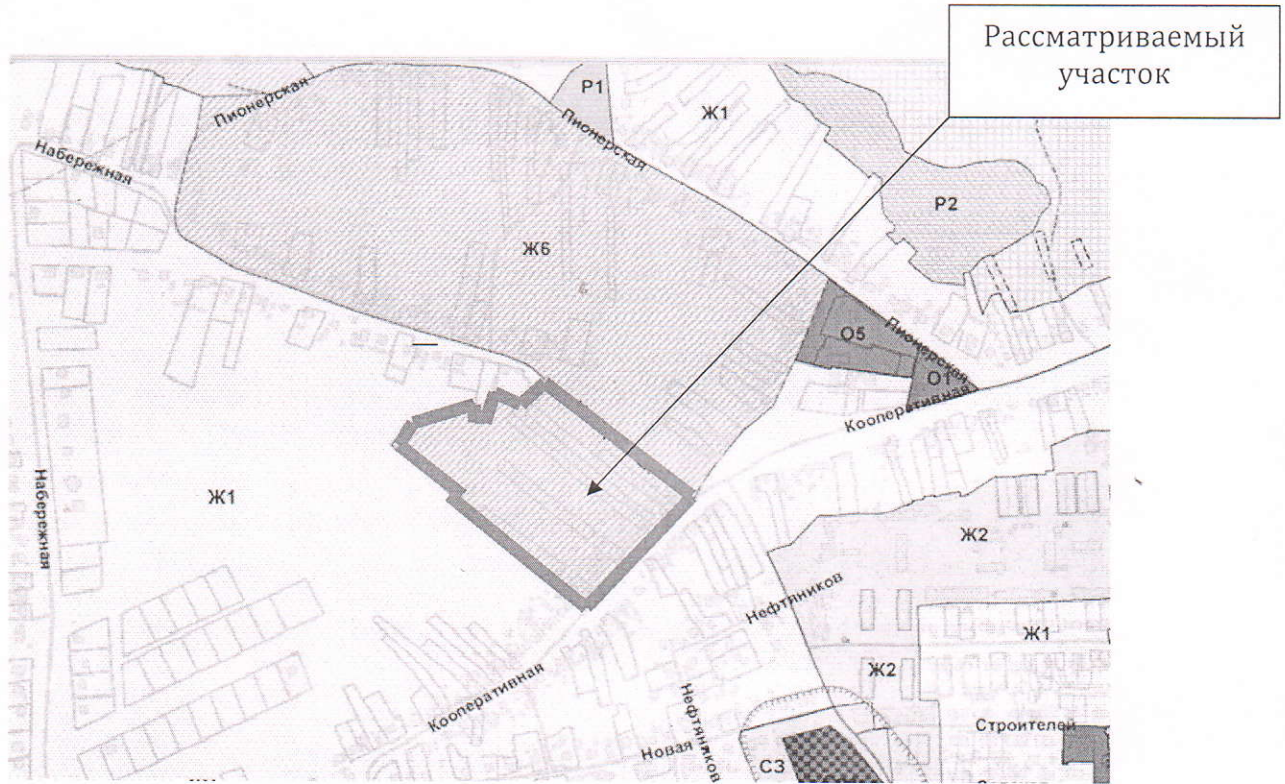 Рассматриваемый
участок
Пионерская
Р1
Ж1
Пионерская
Набережная
Р2
Ж6
О5
Пионерская
О1
Кооперативная
Набережная
Ж1
Ж2
Нефтяников
Ж1
Ж2
Кооперативная
Нефтяников
Новая
Строителей
С3